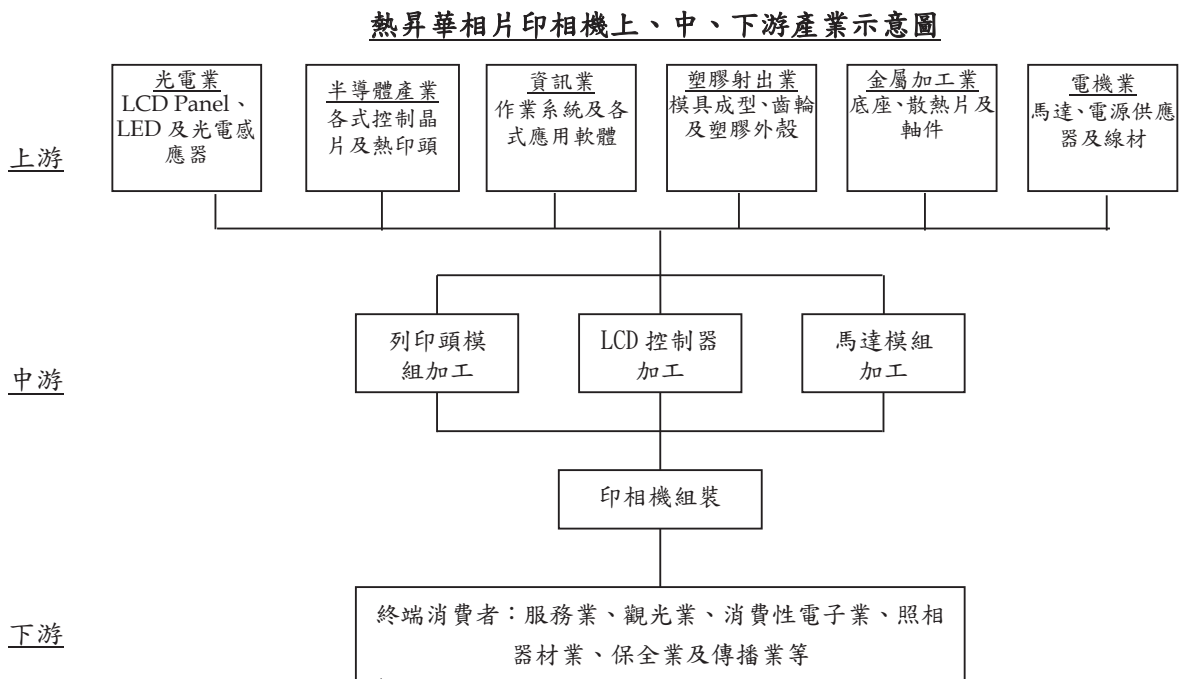 熱昇華相片印相機上、中、下游產業示意圖
光電業
LCD Panel、
LED 及光電感
應器
半導體產業
各式控制晶
片及熱印頭
資訊業
作業系統及各
式應用軟體
塑膠射出業
模具成型、齒輪
及塑膠外殼
金屬加工業
底座、散熱片及
軸件
電機業
馬達、電源供應
器及線材
上游
列印頭模
組加工
LCD 控制器
加工
馬達模組
加工
中游
印相機組裝
終端消費者：服務業、觀光業、消費性電子業、照相
器材業、保全業及傳播業等
下游